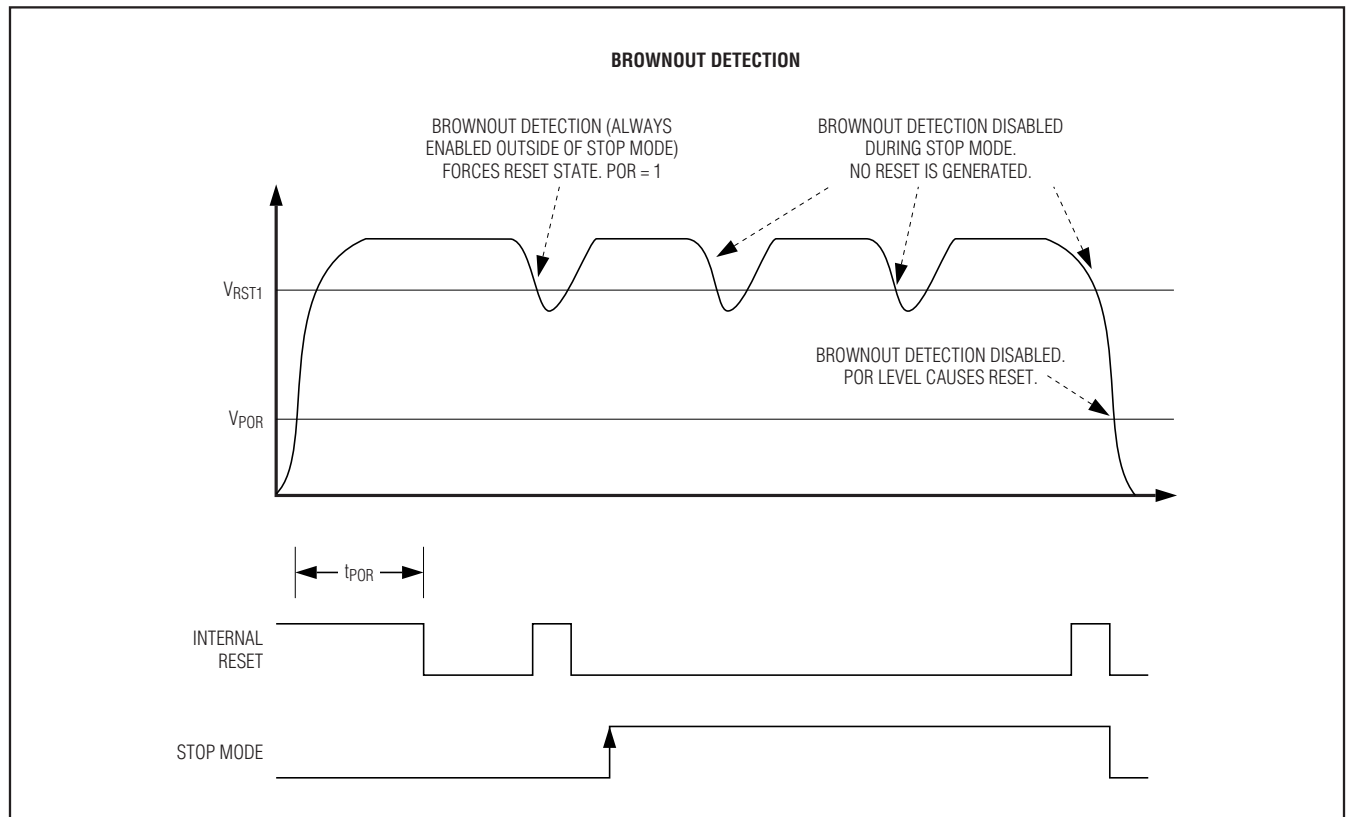 BROWNOUT DETECTION
BROWNOUT DETECTION (ALWAYS
ENABLED OUTSIDE OF STOP MODE)
FORCES RESET STATE. POR = 1
BROWNOUT DETECTION DISABLED
DURING STOP MODE.
NO RESET IS GENERATED.
VRST1
BROWNOUT DETECTION DISABLED.
POR LEVEL CAUSES RESET.
VPOR
tPOR
INTERNAL
RESET
STOP MODE